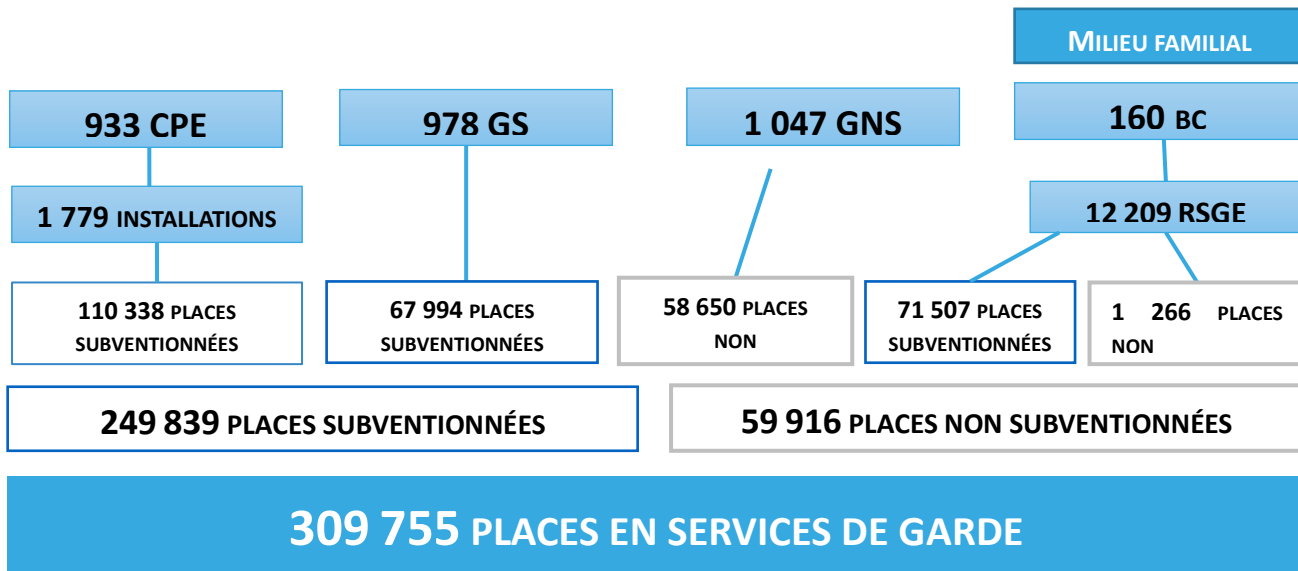 MILIEU FAMILIAL
933 CPE
978 GS
1 047 GNS
160 BC
1 779 INSTALLATIONS
12 209 RSGE
110 338 PLACES
SUBVENTIONNÉES
67 994 PLACES
SUBVENTIONNÉES
58 650 PLACES
NON
71 507 PLACES
SUBVENTIONNÉES
1 266 PLACES
NON
249 839 PLACES SUBVENTIONNÉES
59 916 PLACES NON SUBVENTIONNÉES
309 755 PLACES EN SERVICES DE GARDE